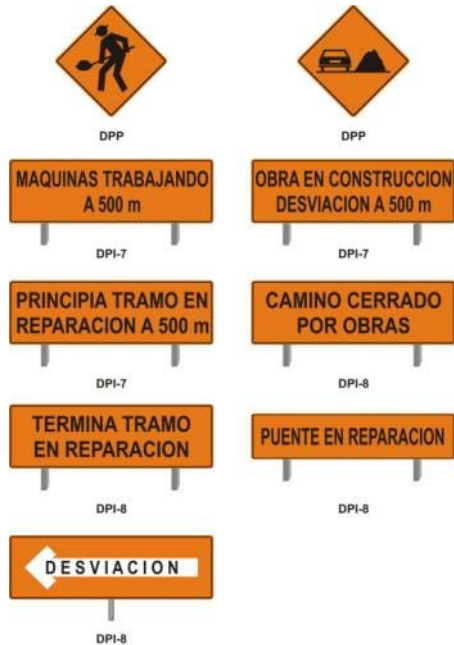 DPP
DPP
MAQUINAS TRABAJANDO
A 500 m
DPI-7
OBRA EN CONSTRUCCION
DESVIACION A 500 m
DPI-7
PRINCIPIA TRAMO EN
REPARACION A 500 m
DPI-7
CAMINO CERRADO
POR OBRAS
DPI-8
TERMINA TRAMO
EN REPARACION
DPI-8
PUENTE EN REPARACION
DPI-8
DESVIACION
DPI-8